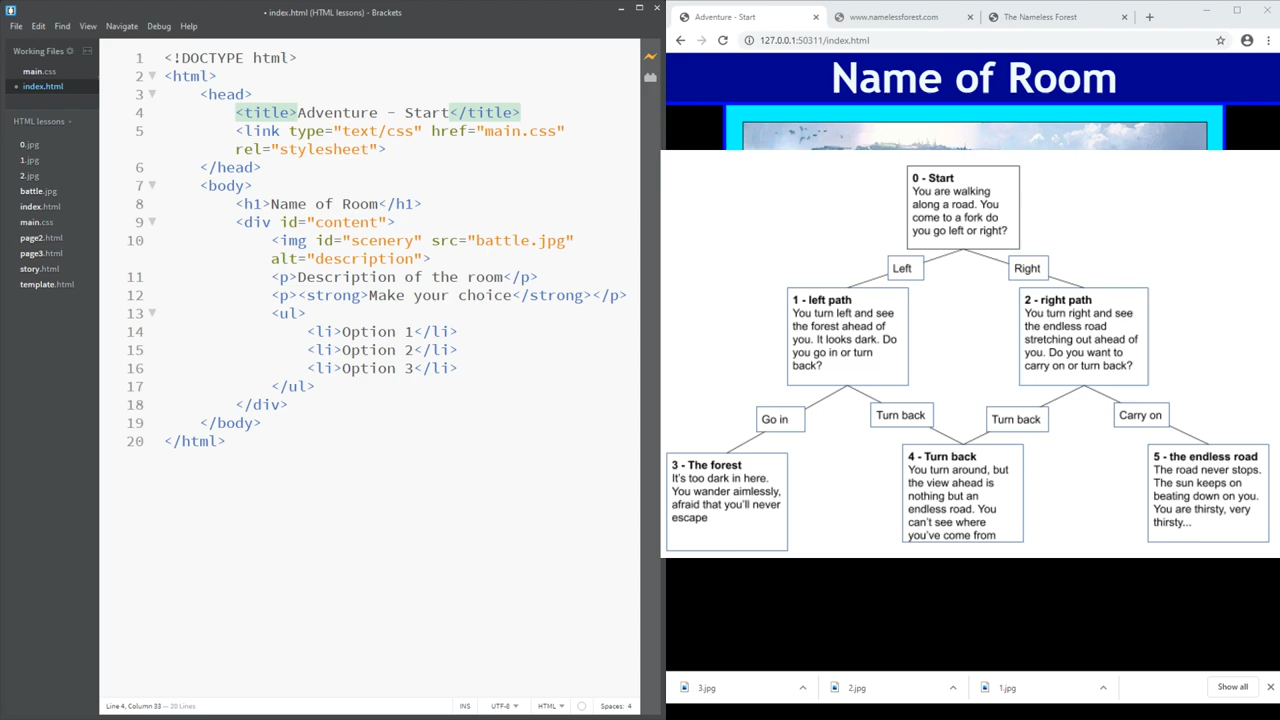 • index.html (HTML lessons) - Brackets
File Edit Find View Navigate Debug Help
Working Files
main.css
• index.html
HTML lessons
0.jpg
1.jpg
2.jpg
battle.jpg
index.html
main.css
page2.html
page3.html
story.html
template.html
1 <!DOCTYPE html>
2 <html>
3 <head>
4 <title>Adventure - Start</title>
5 <link type="text/css" href="main.css"
rel="stylesheet">
6 </head>
7 <body>
8 <h1>Name of Room</h1>
9 <div id="content">
10 <img id="scenery" src="battle.jpg"
alt="description">
11 <p>Description of the room</p>
12 <p><strong>Make your choice</strong></p>
13 <ul>
14 <li>Option 1</li>
15 <li>Option 2</li>
16 <li>Option 3</li>
17 </ul>
18 </div>
19 </body>
20 </html>
Line 4, Column 33 — 20 Lines
INS UTF-8 HTML Spaces: 4
Adventure - Start
www.namelessforest.com
The Nameless Forest
127.0.0.1:50311/index.html
Name of Room
0 - Start
You are walking
along a road. You
come to a fork do
you go left or right?
Left
Right
1 - left path
You turn left and see
the forest ahead of
you. It looks dark. Do
you go in or turn
back?
2 - right path
You turn right and see
the endless road
stretching out ahead of
you. Do you want to
carry on or turn back?
Go in
Turn back
Turn back
Carry on
3 - The forest
It's too dark in here.
You wander aimlessly,
afraid that you'll never
escape
4 - Turn back
You turn around, but
the view ahead is
nothing but an
endless road. You
can't see where
you've come from
5 - the endless road
The road never stops.
The sun keeps on
beating down on you.
You are thirsty, very
thirsty...
3.jpg
2.jpg
1.jpg
Show all